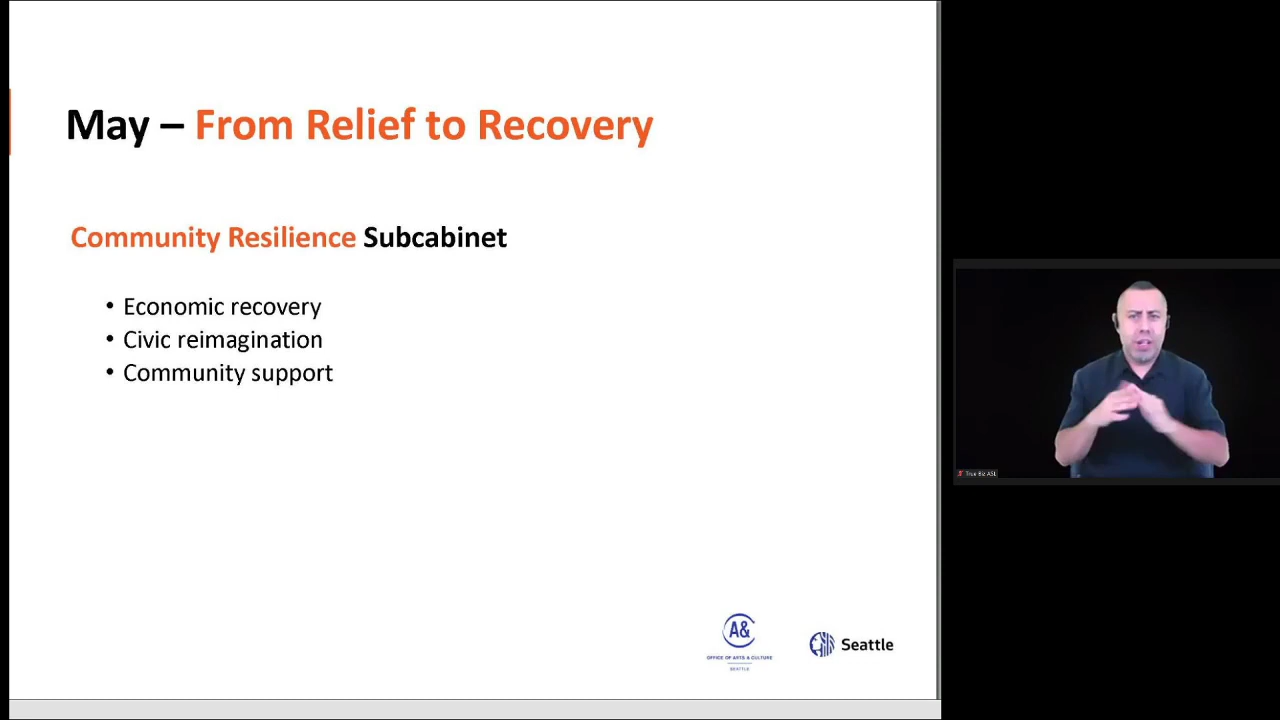 May – From Relief to Recovery
Community Resilience Subcabinet
• Economic recovery
• Civic reimagination
• Community support
A&
OFFICE OF ARTS & CULTURE
SEATTLE
Seattle
True Biz ASL